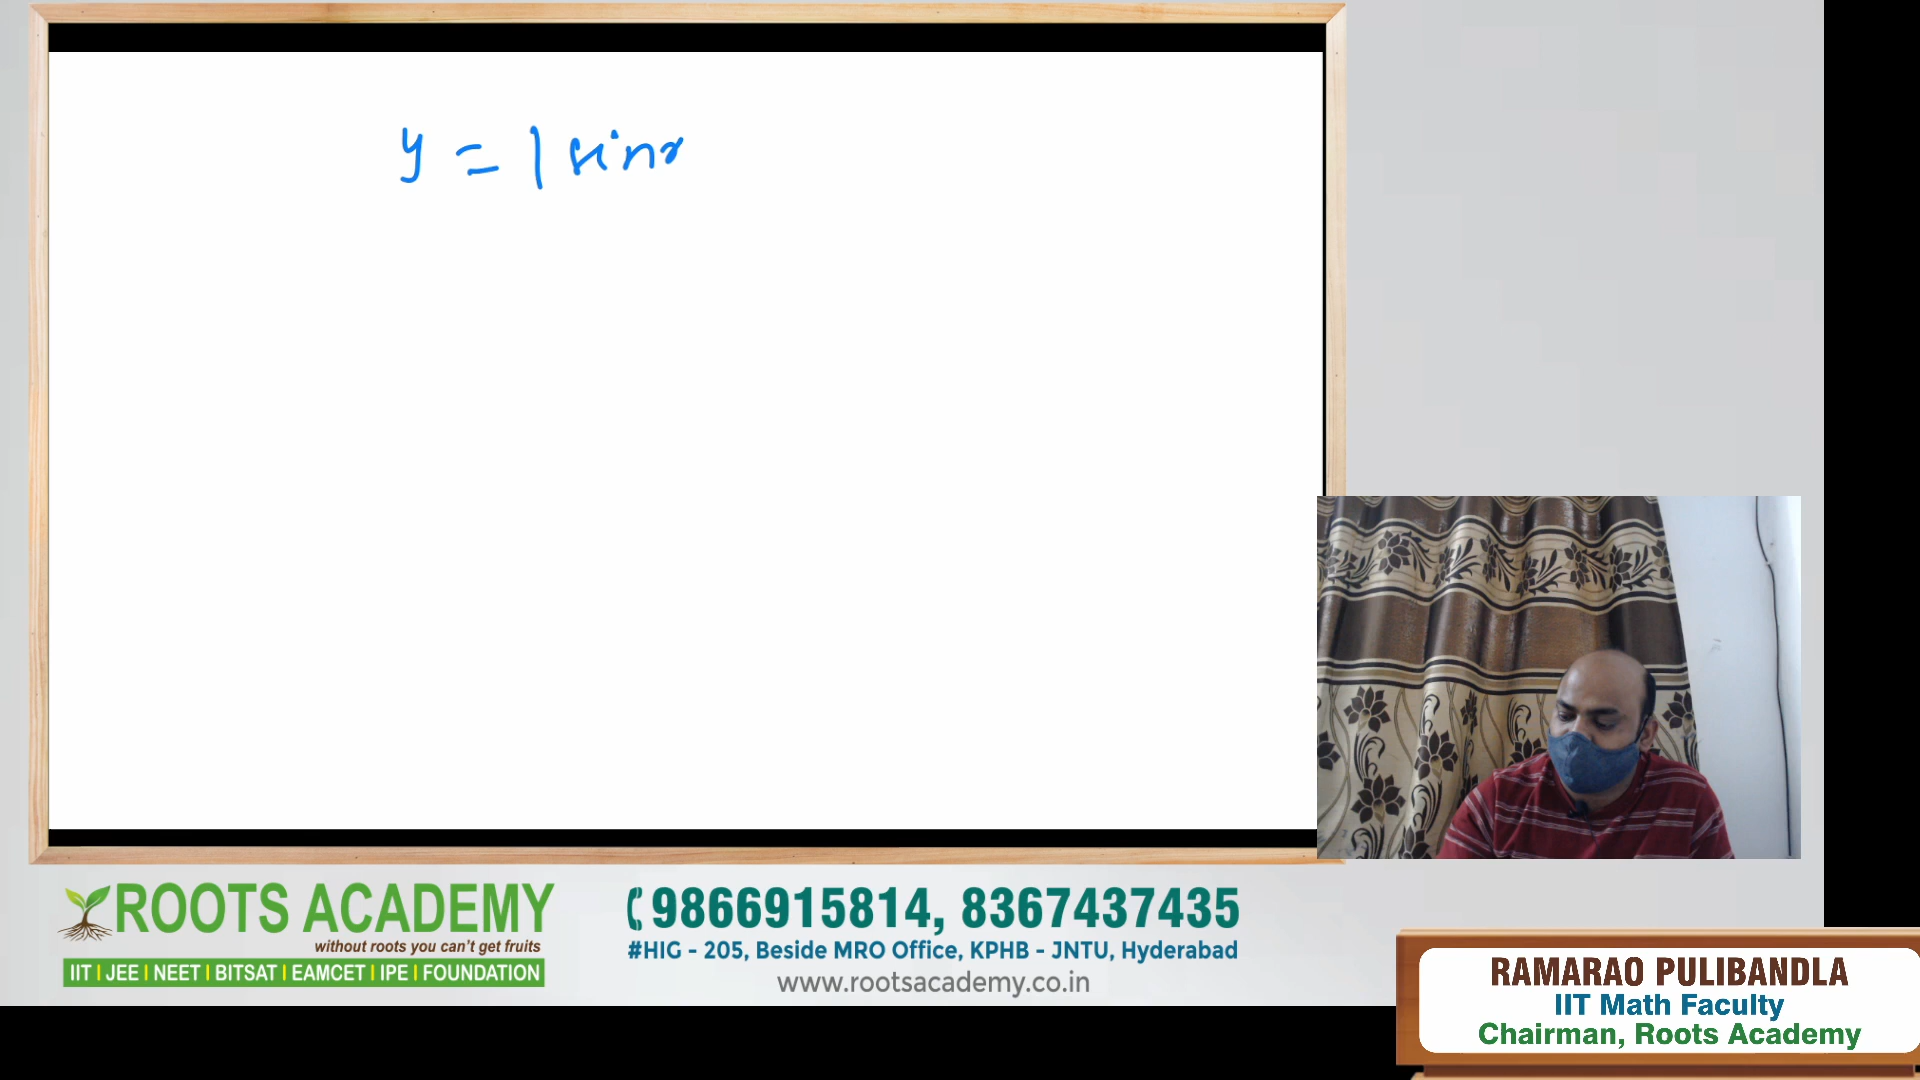 y = | sinx
ROOTS ACADEMY
without roots you can't get fruits
IIT | JEE | NEET | BITSAT | EAMCET | IPE | FOUNDATION
9866915814, 8367437435
#HIG - 205, Beside MRO Office, KPHB - JNTU, Hyderabad
www.rootsacademy.co.in
RAMARAO PULIBANDLA
IIT Math Faculty
Chairman, Roots Academy